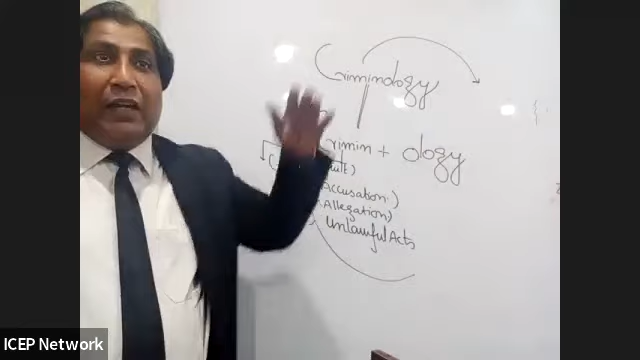 Criminology
rimin + ology
Accusation)
Allegation)
Unlawful Acts
ICEP Network